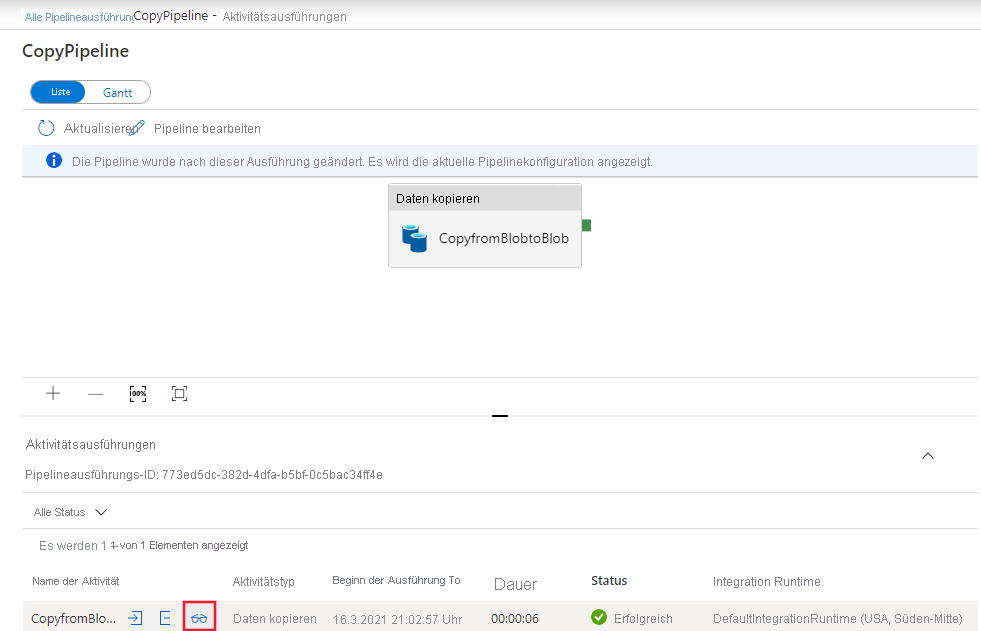 Alle Pipelineausführung CopyPipeline - Aktivitätsausführungen
CopyPipeline
Liste Gantt
Aktualisieren Pipeline bearbeiten
Die Pipeline wurde nach dieser Ausführung geändert. Es wird die aktuelle Pipelinekonfiguration angezeigt.
Daten kopieren
CopyfromBlobtoBlob
100%
Aktivitätsausführungen
Pipelineausführungs-ID: 773ed5dc-382d-4dfa-b5bf-0c5bac34ff4e
Alle Status
Es werden 1 1- von 1 Elementen angezeigt
Name der Aktivität Aktivitätstyp Beginn der Ausführung To Dauer Status Integration Runtime
CopyfromBlo... Daten kopieren 16.3.2021 21:02:57 Uhr 00:00:06 Erfolgreich DefaultIntegrationRuntime (USA, Süden-Mitte)